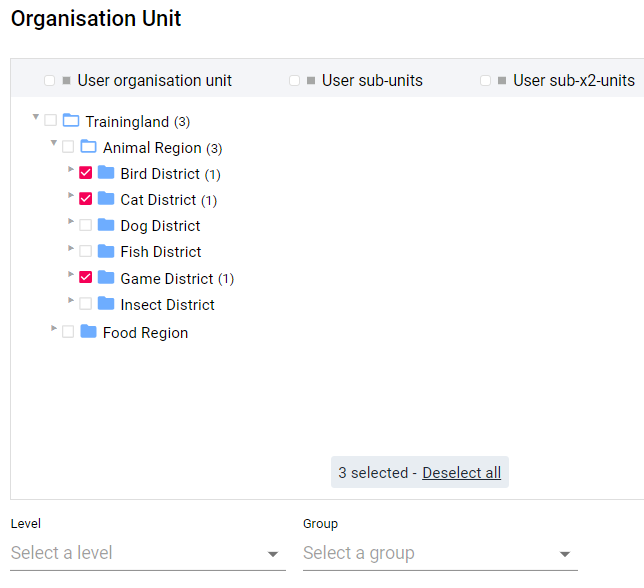 Organisation Unit
User organisation unit User sub-units User sub-x2-units
Trainingland (3)
Animal Region (3)
Bird District (1)
Cat District (1)
Dog District
Fish District
Game District (1)
Insect District
Food Region
3 selected - Deselect all
Level Group
Select a level Select a group